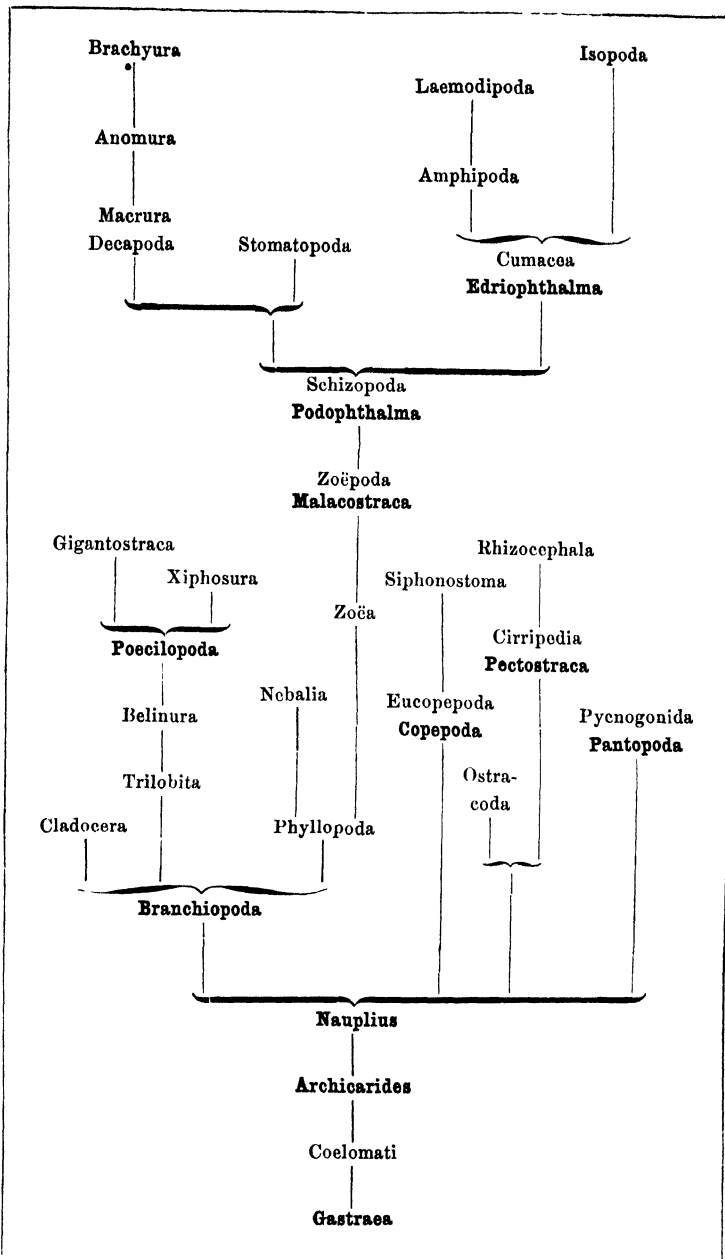 Brachyura
Isopoda
Laemodipoda
Anomura
Amphipoda
Macrura
Decapoda
Stomatopoda
Cumacea
Edriophthalma
Schizopoda
Podophthalma
Zoëpoda
Malacostraca
Gigantostraca
Rhizocephala
Xiphosura
Siphonostoma
Zoëa
Cirripedia
Pectostraca
Poecilopoda
Nebalia
Eucopepoda
Copepoda
Belinura
Pycnogonida
Pantopoda
Trilobita
Ostra-
coda
Cladocera
Phyllopoda
Branchiopoda
Nauplius
Archicarides
Coelomati
Gastraea